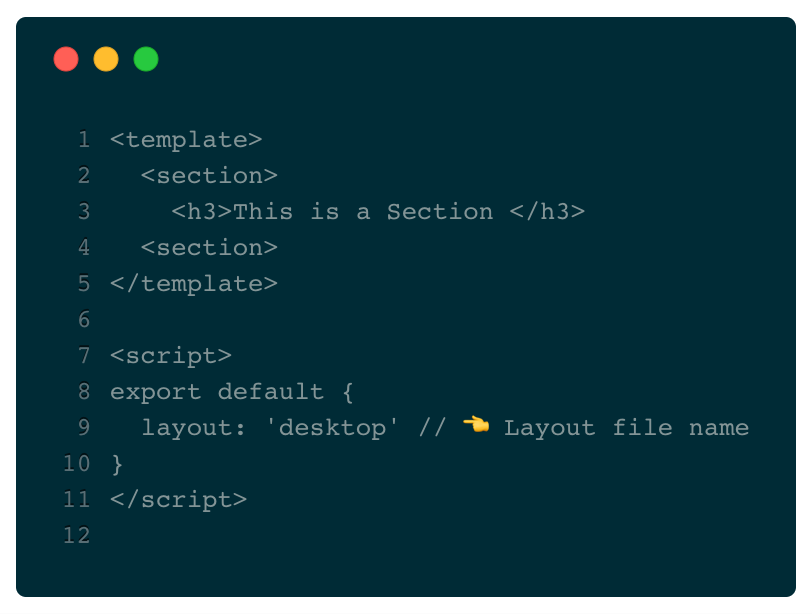 1 <template>
2   <section>
3     <h3>This is a Section </h3>
4   <section>
5 </template>
6
7 <script>
8 export default {
9   layout: 'desktop' // 👈 Layout file name
10 }
11 </script>
12